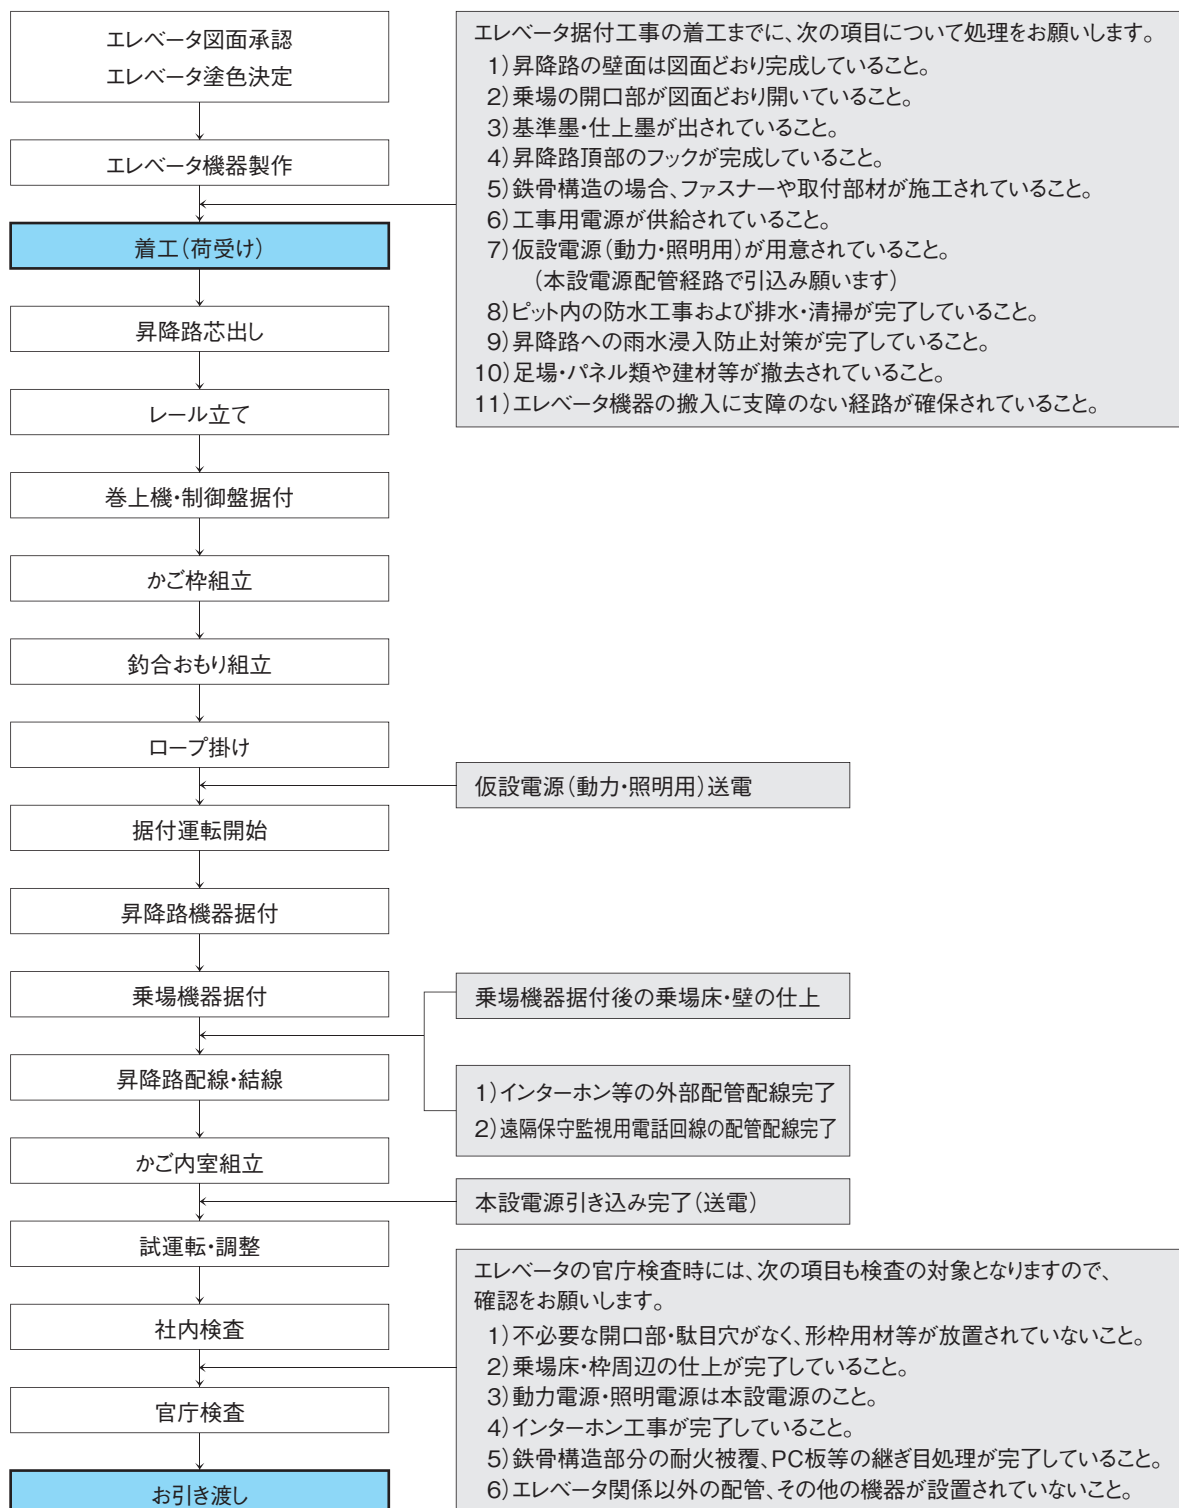 エレベータ図面承認
エレベータ塗色決定
エレベータ機器製作
エレベータ据付工事の着工までに、次の項目について処理をお願いします。
1）昇降路の壁面は図面どおり完成していること。
2）乗場の開口部が図面どおり開いていること。
3）基準墨・仕上墨が出されていること。
4）昇降路頂部のフックが完成していること。
5）鉄骨構造の場合、ファスナーや取付部材が施工されていること。
6）工事用電源が供給されていること。
7）仮設電源（動力・照明用）が用意されていること。
（本設電源配管経路で引込み願います）
8）ピット内の防水工事および排水・清掃が完了していること。
9）昇降路への雨水浸入防止対策が完了していること。
10）足場・パネル類や建材等が撤去されていること。
11）エレベータ機器の搬入に支障のない経路が確保されていること。
着工（荷受け）
昇降路芯出し
レール立て
巻上機・制御盤据付
かご枠組立
釣合おもり組立
ロープ掛け
仮設電源（動力・照明用）送電
据付運転開始
昇降路機器据付
乗場機器据付
乗場機器据付後の乗場床・壁の仕上
1）インターホン等の外部配管配線完了
2）遠隔保守監視用電話回線の配管配線完了
昇降路配線・結線
かご内室組立
本設電源引き込み完了（送電）
試運転・調整
社内検査
エレベータの官庁検査時には、次の項目も検査の対象となりますので、
確認をお願いします。
1）不必要な開口部・駄目穴がなく、形枠用材等が放置されていないこと。
2）乗場床・枠周辺の仕上が完了していること。
3）動力電源・照明電源は本設電源のこと。
4）インターホン工事が完了していること。
5）鉄骨構造部分の耐火被覆、PC板等の継ぎ目処理が完了していること。
6）エレベータ関係以外の配管、その他の機器が設置されていないこと。
官庁検査
お引き渡し